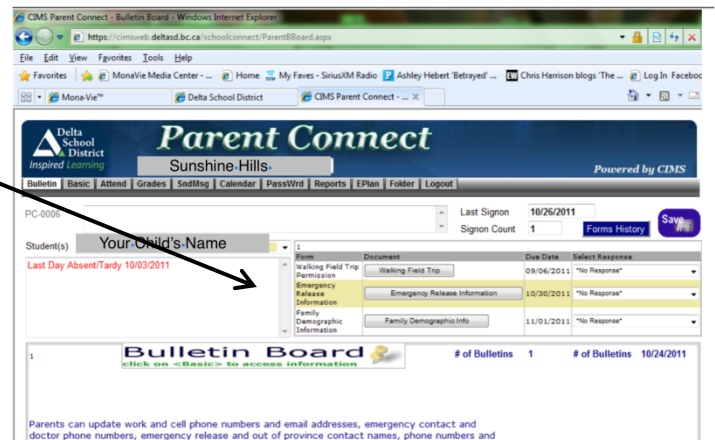 CIMS Parent Connect - Bulletin Board - Windows Internet Explorer
https://cimsweb.deltasd.bc.ca/schoolconnect/ParentBBoard.aspx
File Edit View Favorites Tools Help
Favorites MonaVie Media Center - ... Home My Faves - SiriusXM Radio Ashley Hebert 'Betrayed' ... EW Chris Harrison blogs 'The ... Log In Faceboo
Mona·Vie™ Delta School District CIMS Parent Connect - ... X
Delta School District
Inspired Learning
Parent Connect
Sunshine·Hills·
Powered by CIMS
Bulletin Basic Attend Grades SndMsg Calendar PassWrd Reports EPlan Folder Logout
PC-0006 Last Signon 10/26/2011
Signon Count 1 Forms History Save
Student(s) Your·Child's·Name 1
Form Document Due Date Select Response
Last Day Absent/Tardy 10/03/2011
Walking Field Trip Permission Walking Field Trip 09/06/2011 *No Response*
Emergency Release Information Emergency Release Information 10/30/2011 *No Response*
Family Demographic Information Family Demographic Info 11/01/2011 *No Response*
1 Bulletin Board # of Bulletins 1 # of Bulletins 10/24/2011
click on <Basic> to access information
Parents can update work and cell phone numbers and email addresses, emergency contact and
doctor phone numbers, emergency release and out of province contact names, phone numbers and